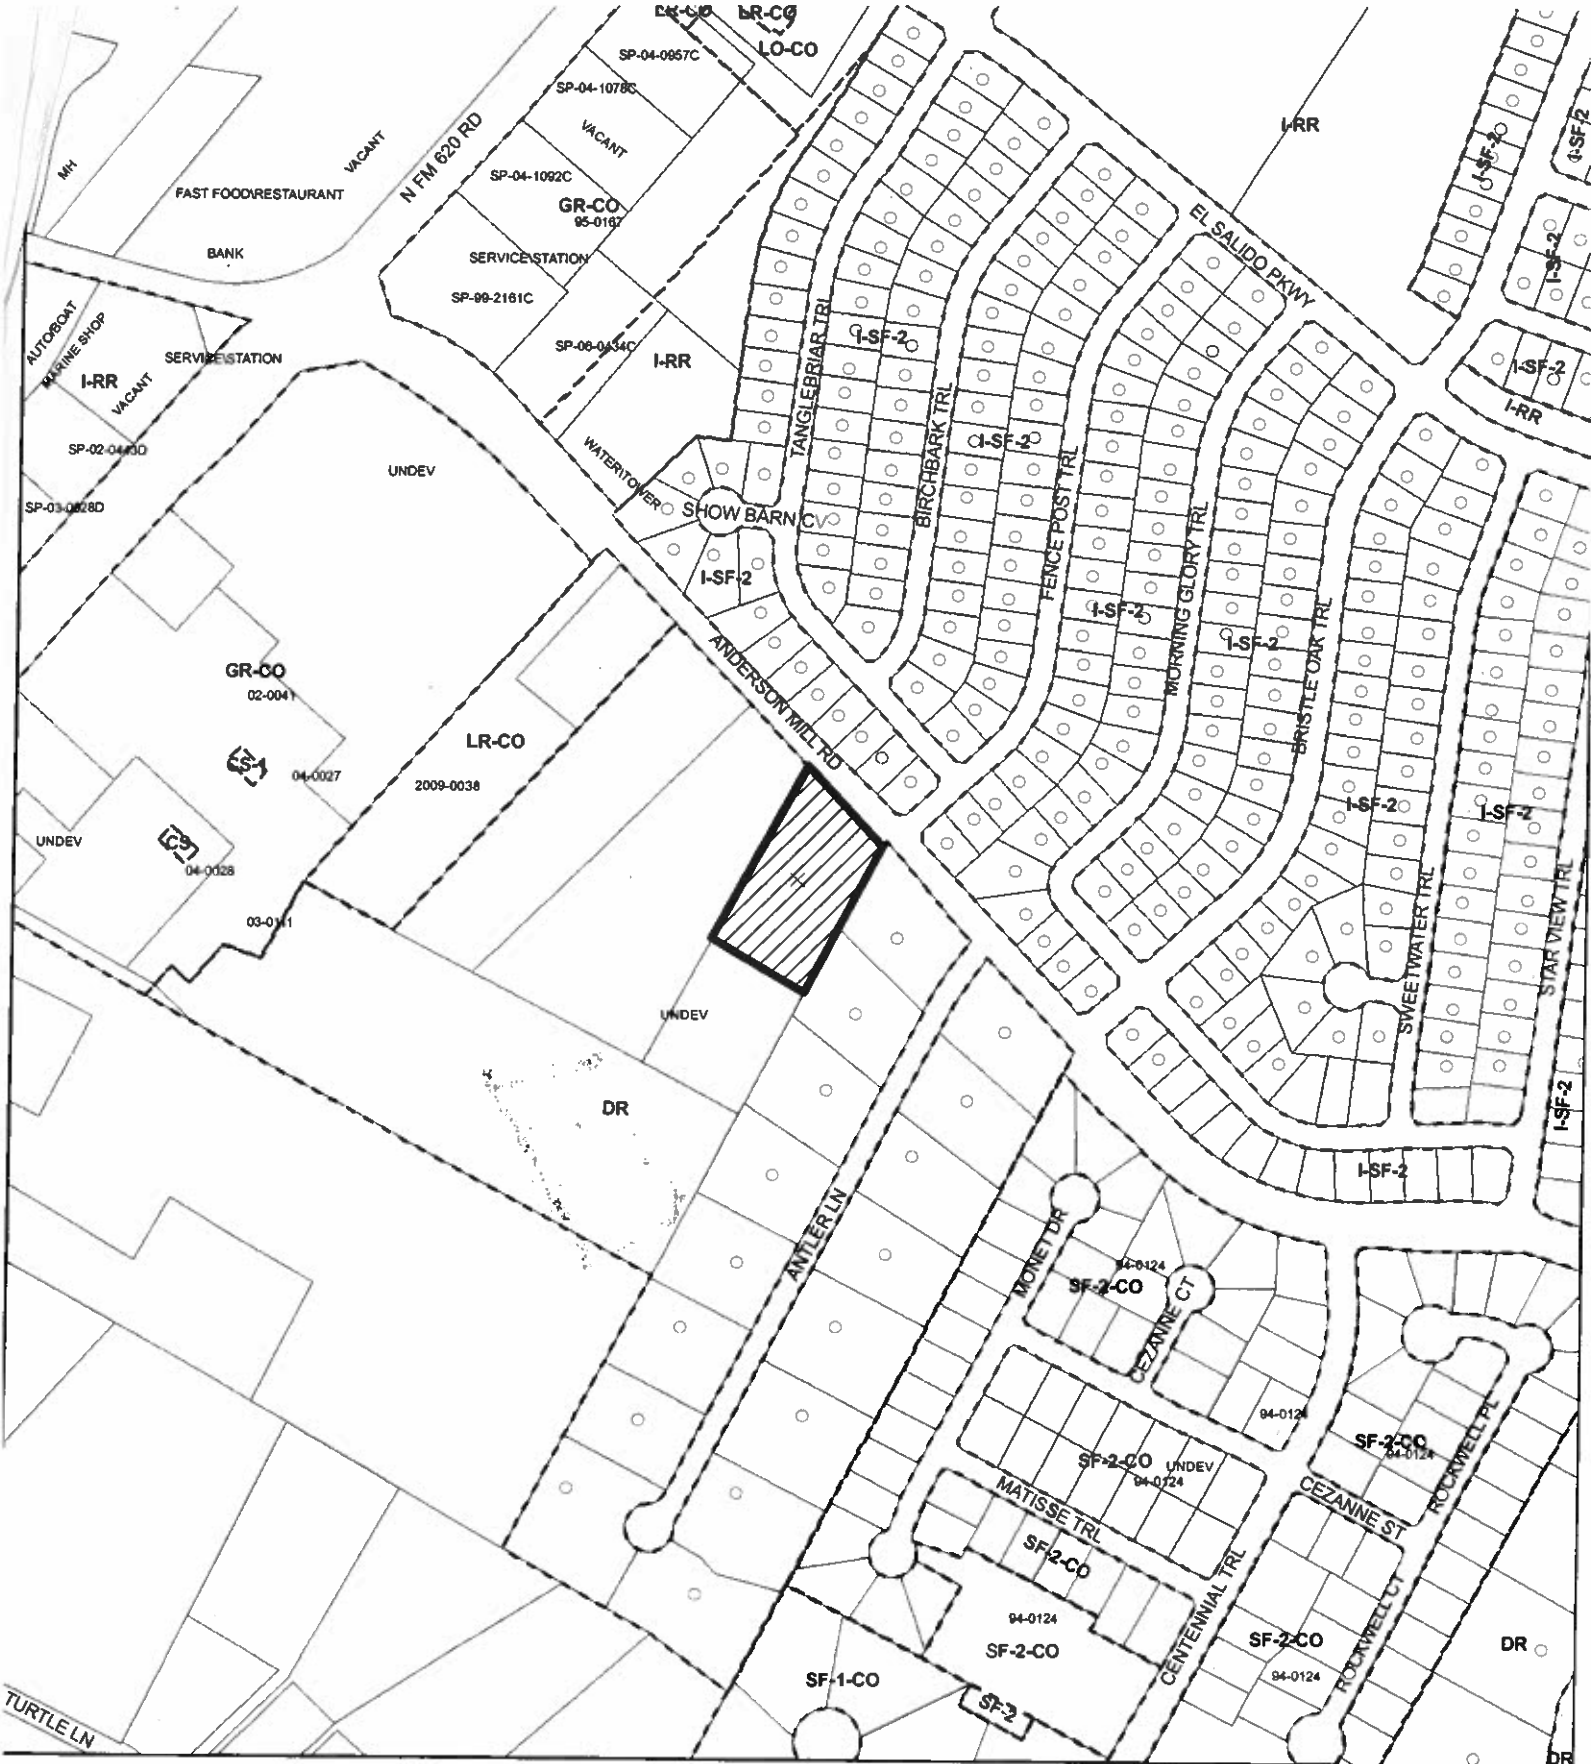 LR-CO
LR-CO
LO-CO
SP-04-0957C
SP-04-1078C
VACANT
N FM 620 RD
VACANT
MH
FAST FOOD\RESTAURANT
SP-04-1092C
GR-CO
95-0167
BANK
SERVICE\STATION
SP-99-2161C
I-RR
I-SF-2
I-SF-2
I-SF-2
EL SALIDO PKWY
AUTO/BOAT
MARINE SHOP
I-RR
VACANT
SERVICE\STATION
SP-06-0434C
I-RR
TANGLEBRIAR TRL
I-SF-2
I-SF-2
I-RR
SP-02-0443D
SP-03-0828D
UNDEV
WATER\TOWER
SHOW BARN CV
BIRCHBARK TRL
I-SF-2
FENCE POST TRL
I-SF-2
I-SF-2
MORNING GLORY TRL
I-SF-2
BRISTLE OAK TRL
GR-CO
02-0041
ANDERSON MILL RD
LR-CO
2009-0038
CS-1
04-0027
I-SF-2
I-SF-2
UNDEV
04-0028
SWEETWATER TRL
STAR VIEW TRL
03-0111
UNDEV
DR
I-SF-2
I-SF-2
ANTLER LN
MONET DR
94-0124
SF-2-CO
CEZANNE CT
94-0124
SF-2-CO
94-0124
ROCKWELL PL
SF-2-CO
UNDEV
94-0124
MATISSE TRL
CEZANNE ST
SF-2-CO
94-0124
SF-2-CO
CENTENNIAL TRL
SF-2-CO
94-0124
ROCKWELL CT
DR
SF-1-CO
SF-2
TURTLE LN
DR